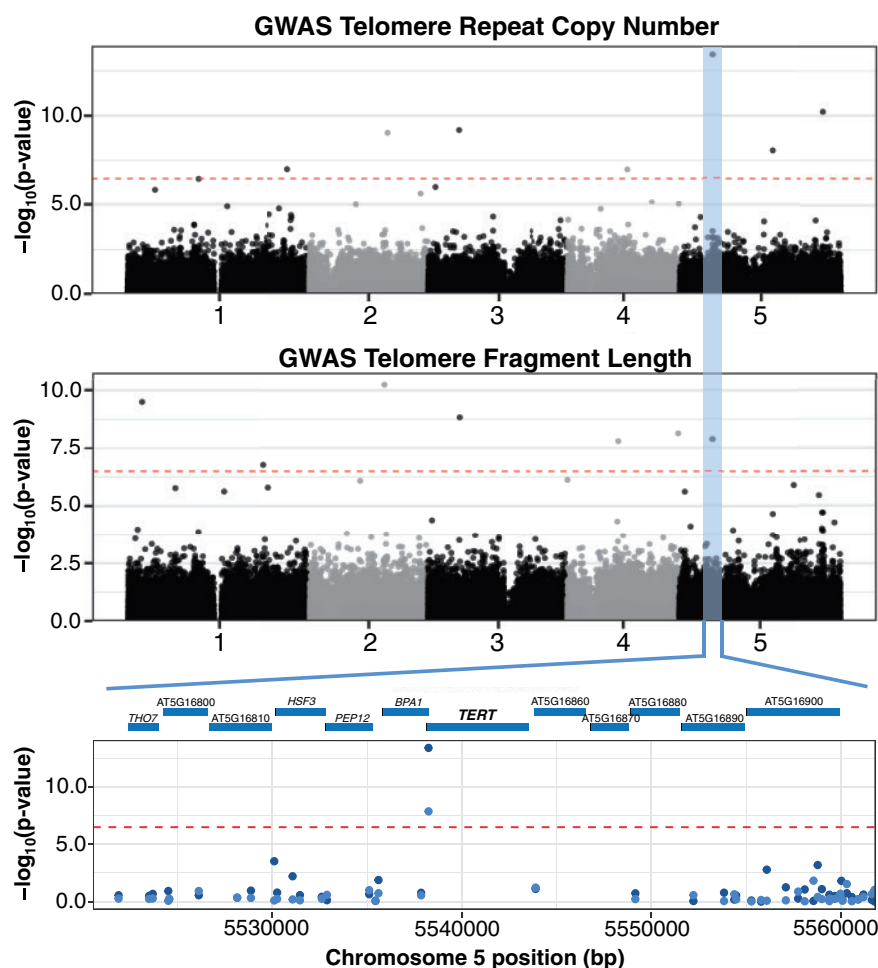 GWAS Telomere Repeat Copy Number
−log10(p-value)
10.0
5.0
0.0
1 2 3 4 5
GWAS Telomere Fragment Length
−log10(p-value)
10.0
7.5
5.0
2.5
0.0
1 2 3 4 5
AT5G16800 HSF3 BPA1 AT5G16860 AT5G16880 AT5G16900
THO7 AT5G16810 PEP12 TERT AT5G16870 AT5G16890
−log10(p-value)
10.0
5.0
0.0
5530000 5540000 5550000 5560000
Chromosome 5 position (bp)